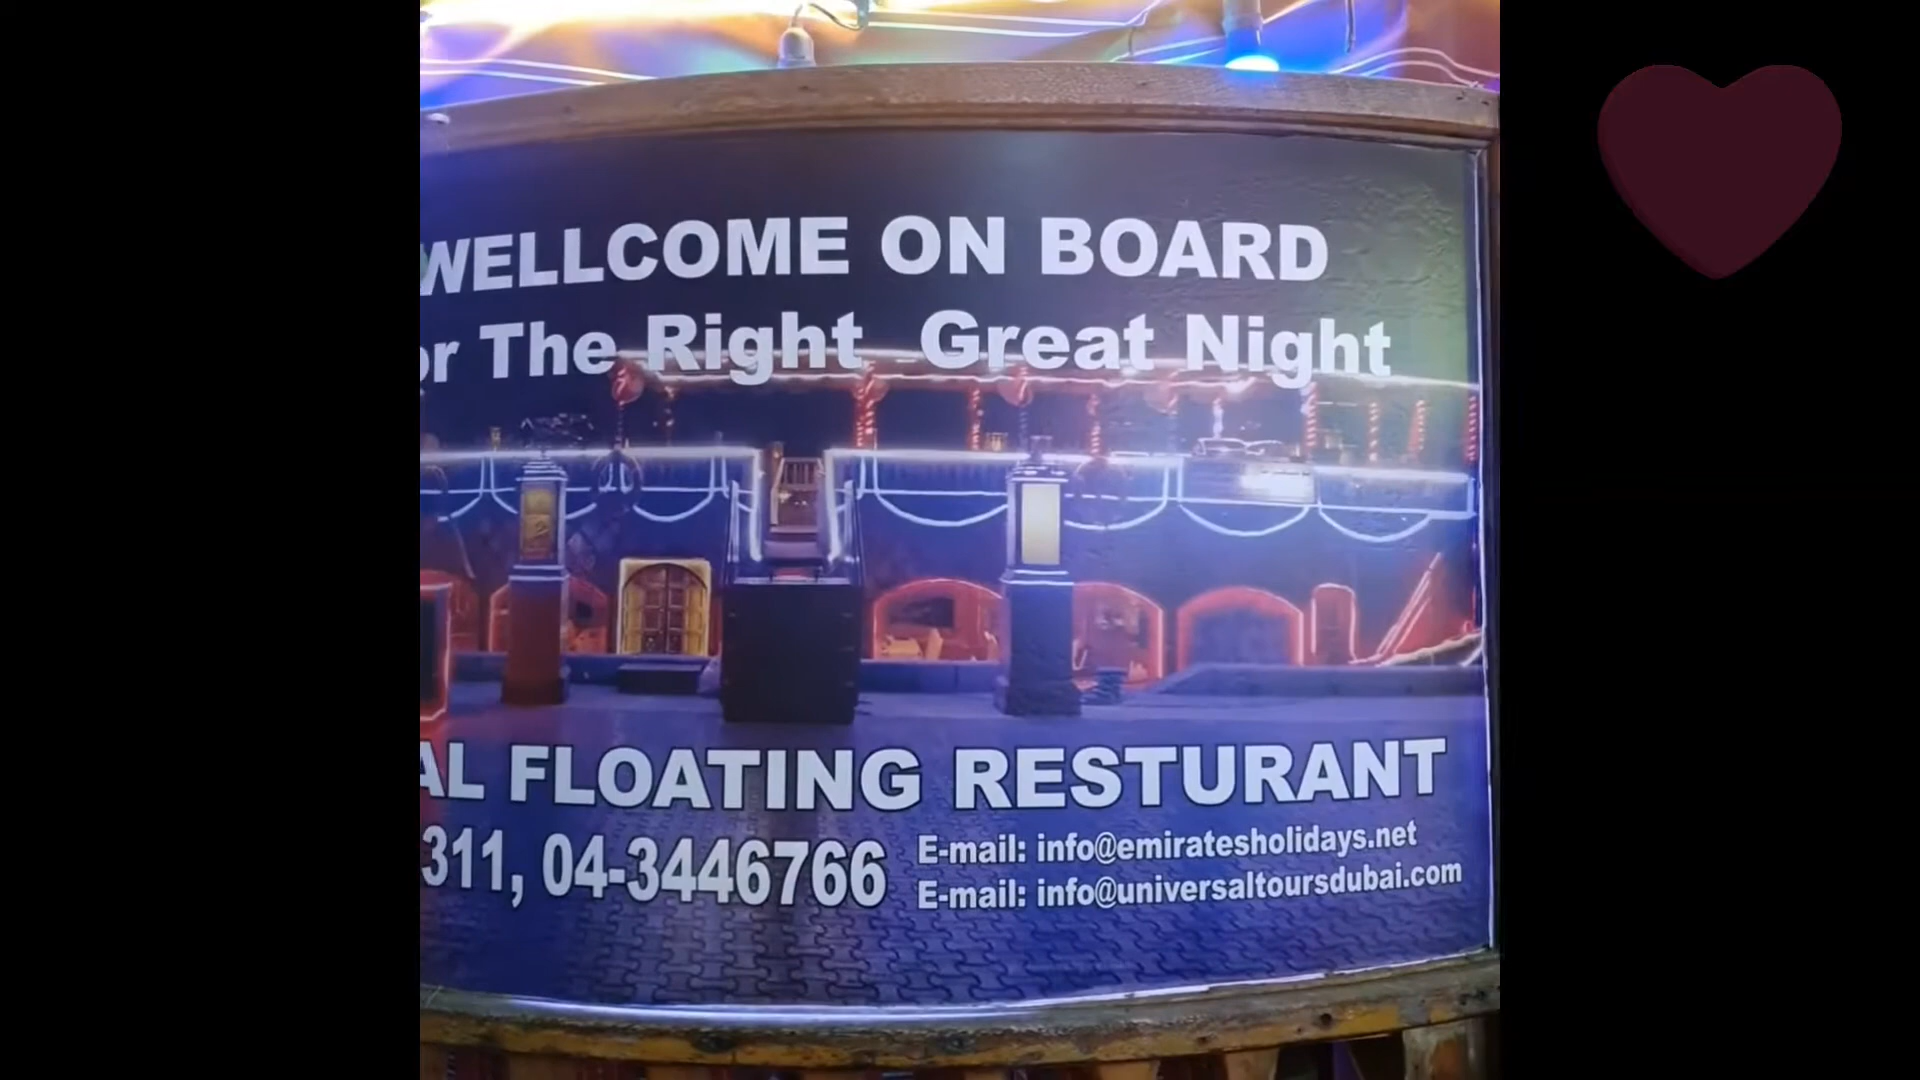 WELLCOME ON BOARD
or The Right Great Night
AL FLOATING RESTURANT
311, 04-3446766
E-mail: info@emiratesholidays.net
E-mail: info@universaltoursdubai.com